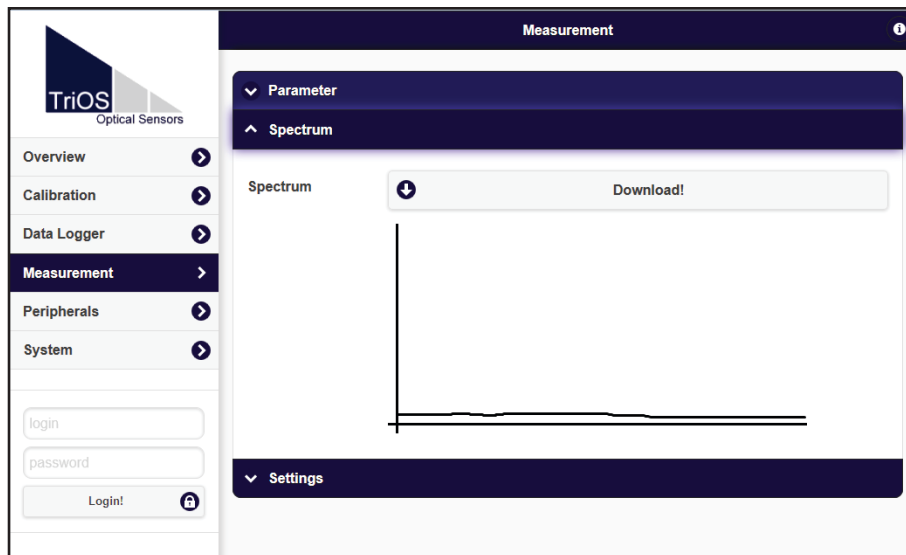 TriOS
Optical Sensors
Overview
Calibration
Data Logger
Measurement
Peripherals
System
login
password
Login!
Measurement
Parameter
Spectrum
Spectrum
Download!
Settings